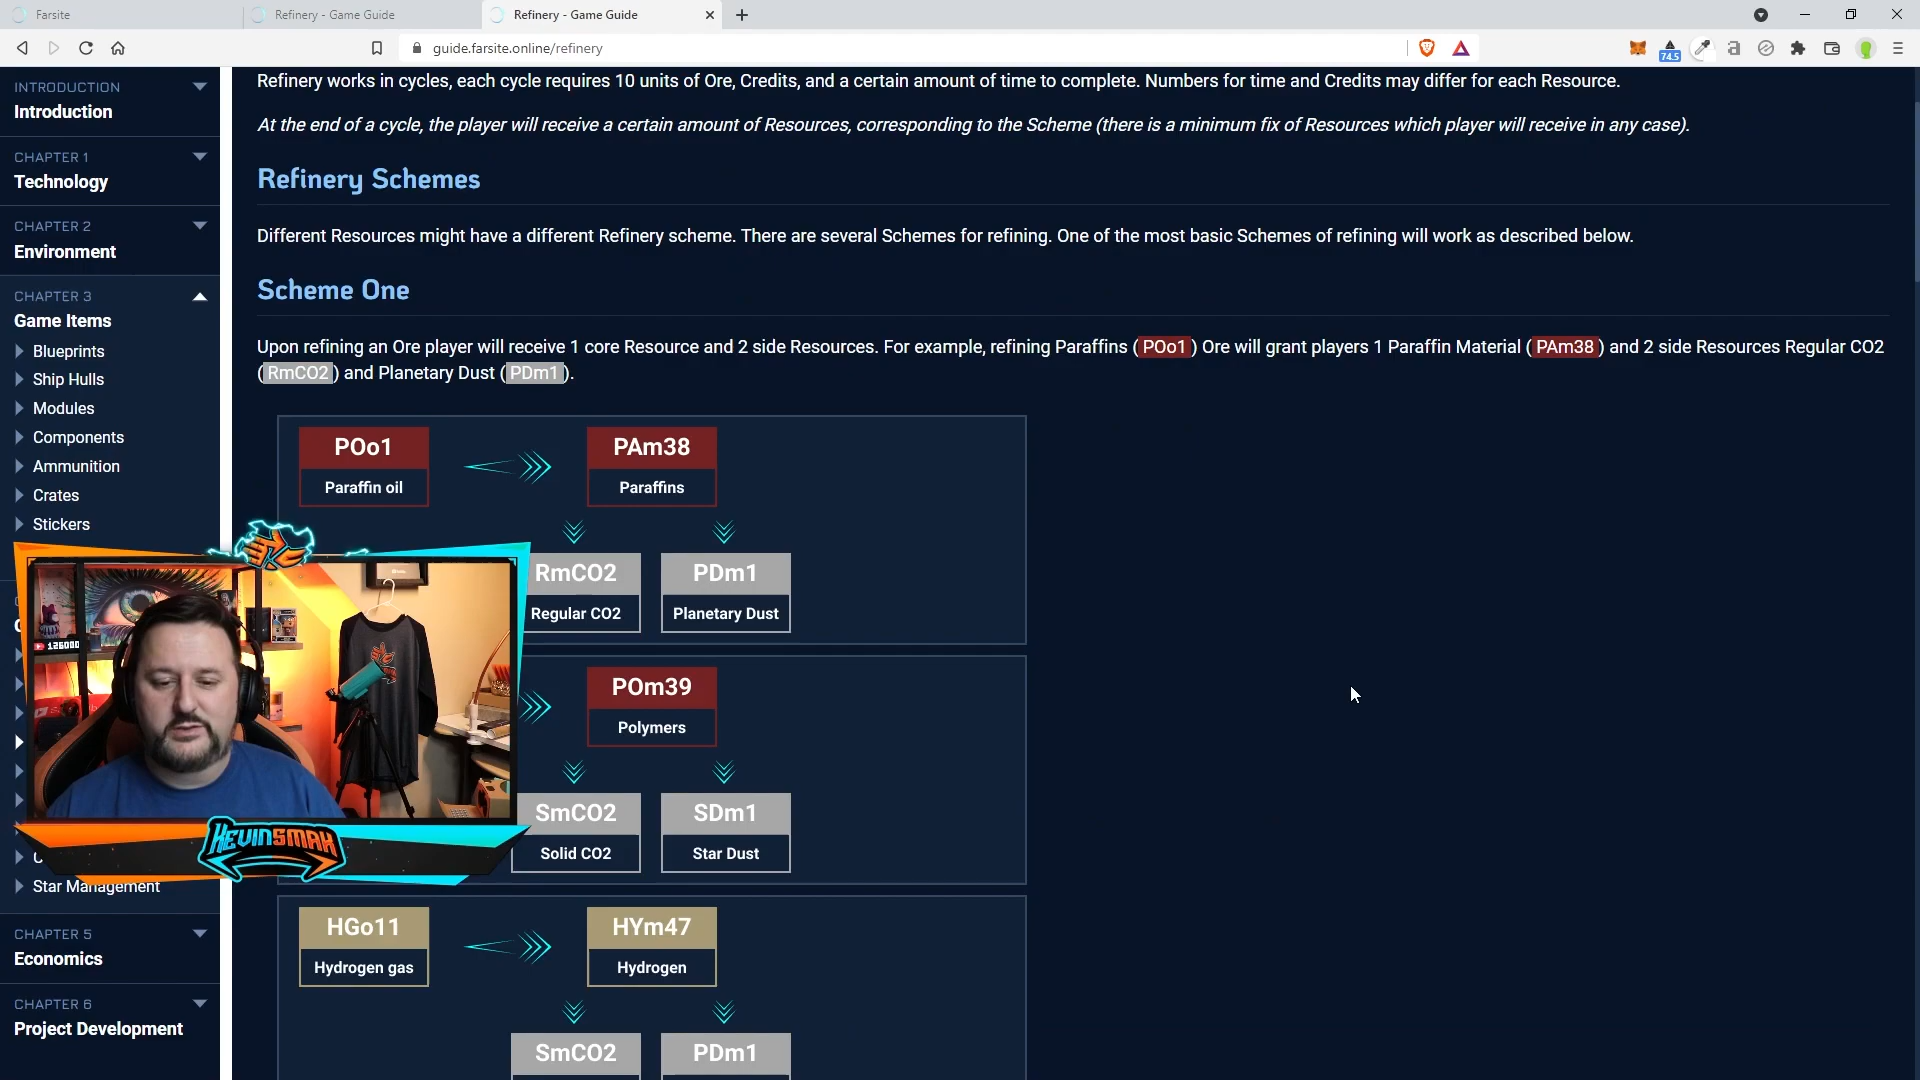 Farsite
Refinery - Game Guide
Refinery - Game Guide
guide.farsite.online/refinery
74.5
INTRODUCTION
Introduction
CHAPTER 1
Technology
CHAPTER 2
Environment
CHAPTER 3
Game Items
Blueprints
Ship Hulls
Modules
Components
Ammunition
Crates
Stickers
Star Management
CHAPTER 5
Economics
CHAPTER 6
Project Development
Refinery works in cycles, each cycle requires 10 units of Ore, Credits, and a certain amount of time to complete. Numbers for time and Credits may differ for each Resource.
At the end of a cycle, the player will receive a certain amount of Resources, corresponding to the Scheme (there is a minimum fix of Resources which player will receive in any case).
Refinery Schemes
Different Resources might have a different Refinery scheme. There are several Schemes for refining. One of the most basic Schemes of refining will work as described below.
Scheme One
Upon refining an Ore player will receive 1 core Resource and 2 side Resources. For example, refining Paraffins ( POo1 ) Ore will grant players 1 Paraffin Material ( PAm38 ) and 2 side Resources Regular CO2
( RmCO2 ) and Planetary Dust ( PDm1 ).
POo1
PAm38
Paraffin oil
Paraffins
RmCO2
PDm1
Regular CO2
Planetary Dust
POm39
Polymers
SmCO2
SDm1
Solid CO2
Star Dust
HGo11
HYm47
Hydrogen gas
Hydrogen
SmCO2
PDm1
126000
KEVINSMAK